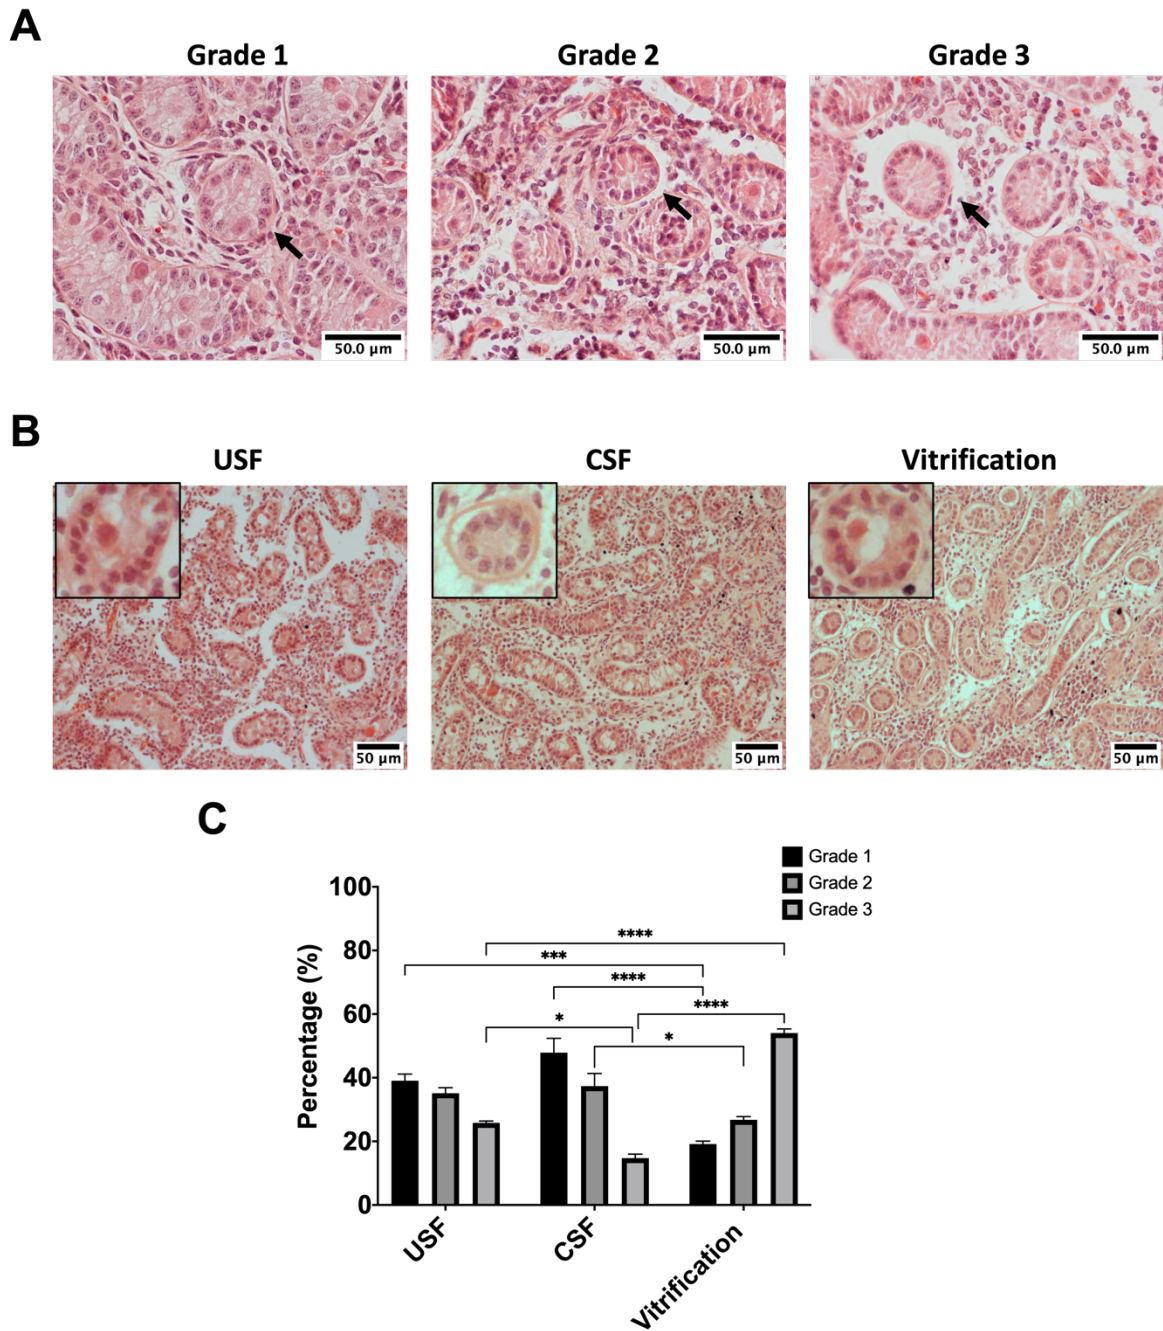 A
Grade 1 Grade 2 Grade 3
50.0 µm 50.0 µm 50.0 µm
B
USF CSF Vitrification
50 µm 50 µm 50 µm
C
Grade 1
Grade 2
Grade 3
100
80
60
40
20
0
Percentage (%)
****
***
****
****
*
*
USF CSF Vitrification